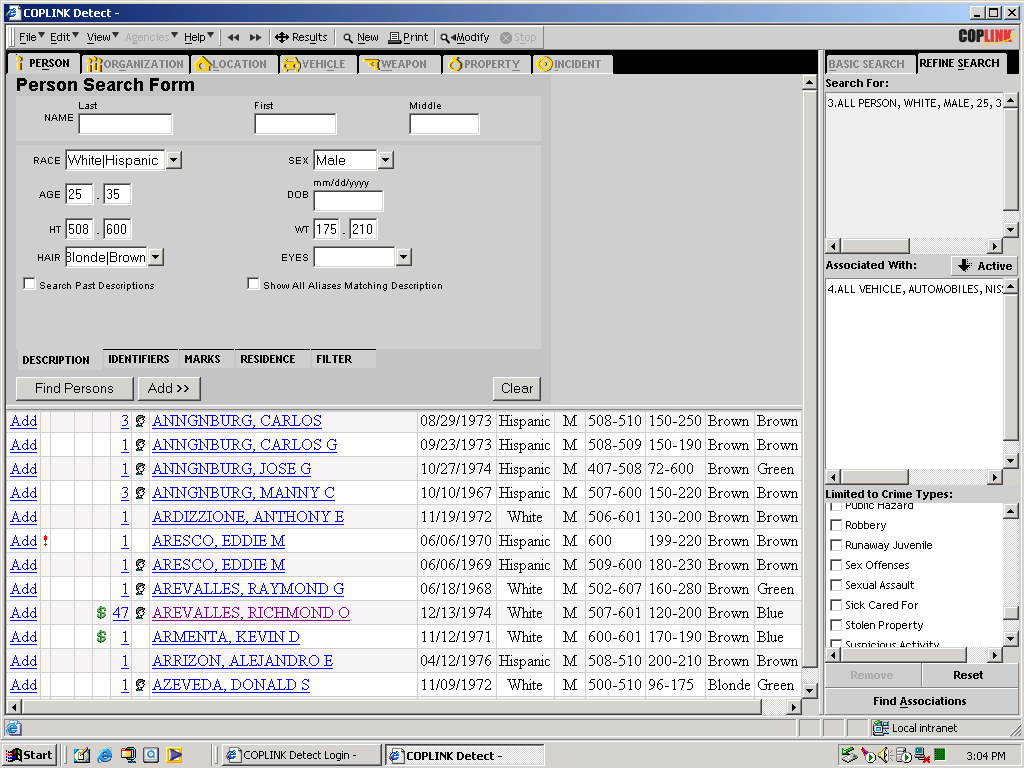 COPLINK Detect -
File Edit View Agencies Help Results New Print Modify Stop COPLINK
PERSON ORGANIZATION LOCATION VEHICLE WEAPON PROPERTY INCIDENT
Person Search Form
Last First Middle
NAME
RACE White|Hispanic SEX Male
mm/dd/yyyy
AGE 25 . 35 DOB
HT 508 . 600 WT 175 . 210
HAIR Blonde|Brown EYES
Search Past Descriptions Show All Aliases Matching Description
DESCRIPTION IDENTIFIERS MARKS RESIDENCE FILTER
Find Persons Add >> Clear
Add 3 ANNGNBURG, CARLOS 08/29/1973 Hispanic M 508-510 150-250 Brown Brown
Add 1 ANNGNBURG, CARLOS G 09/23/1973 Hispanic M 508-509 150-190 Brown Brown
Add 1 ANNGNBURG, JOSE G 10/27/1974 Hispanic M 407-508 72-600 Brown Green
Add 3 ANNGNBURG, MANNY C 10/10/1967 Hispanic M 507-600 150-220 Brown Brown
Add 1 ARDIZZIONE, ANTHONY E 11/19/1972 White M 506-601 130-200 Brown Brown
Add ! 1 ARESCO, EDDIE M 06/06/1970 Hispanic M 600 199-220 Brown Brown
Add 1 ARESCO, EDDIE M 06/06/1969 Hispanic M 509-600 180-230 Brown Brown
Add 1 AREVALLES, RAYMOND G 06/18/1968 White M 502-607 160-280 Brown Green
Add $ 47 AREVALLES, RICHMOND O 12/13/1974 White M 507-601 120-200 Brown Blue
Add $ 1 ARMENTA, KEVIN D 11/12/1971 White M 600-601 170-190 Brown Blue
Add 1 ARRIZON, ALEJANDRO E 04/12/1976 Hispanic M 508-510 200-210 Brown Brown
Add 1 AZEVEDA, DONALD S 11/09/1972 White M 500-510 96-175 Blonde Green
BASIC SEARCH REFINE SEARCH
Search For:
3.ALL PERSON, WHITE, MALE, 25, 3
Associated With: Active
4.ALL VEHICLE, AUTOMOBILES, NIS
Limited to Crime Types:
Public Hazard
Robbery
Runaway Juvenile
Sex Offenses
Sexual Assault
Sick Cared For
Stolen Property
Suspicious Activity
Remove Reset
Find Associations
Local intranet
Start COPLINK Detect Login - COPLINK Detect - 3:04 PM